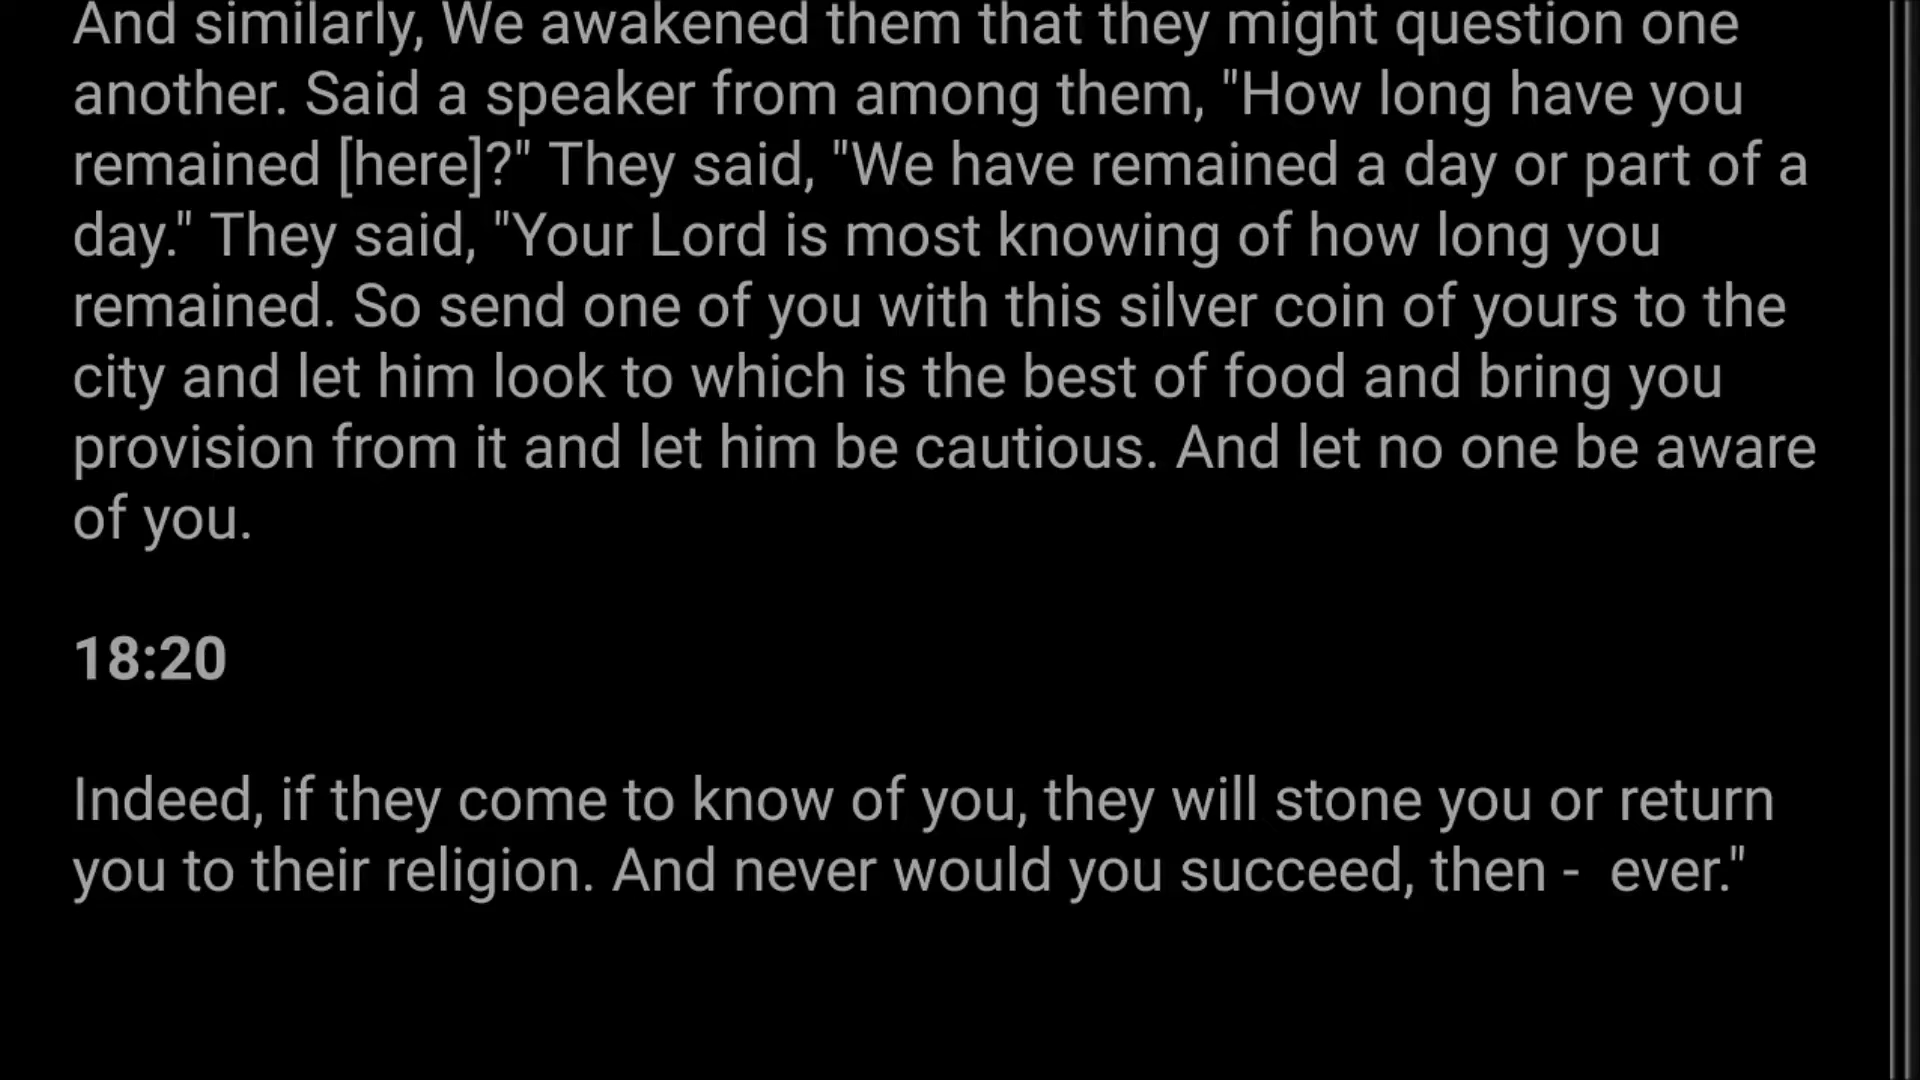 And similarly, We awakened them that they might question one
another. Said a speaker from among them, "How long have you
remained [here]?" They said, "We have remained a day or part of a
day." They said, "Your Lord is most knowing of how long you
remained. So send one of you with this silver coin of yours to the
city and let him look to which is the best of food and bring you
provision from it and let him be cautious. And let no one be aware
of you.
18:20
Indeed, if they come to know of you, they will stone you or return
you to their religion. And never would you succeed, then -  ever."